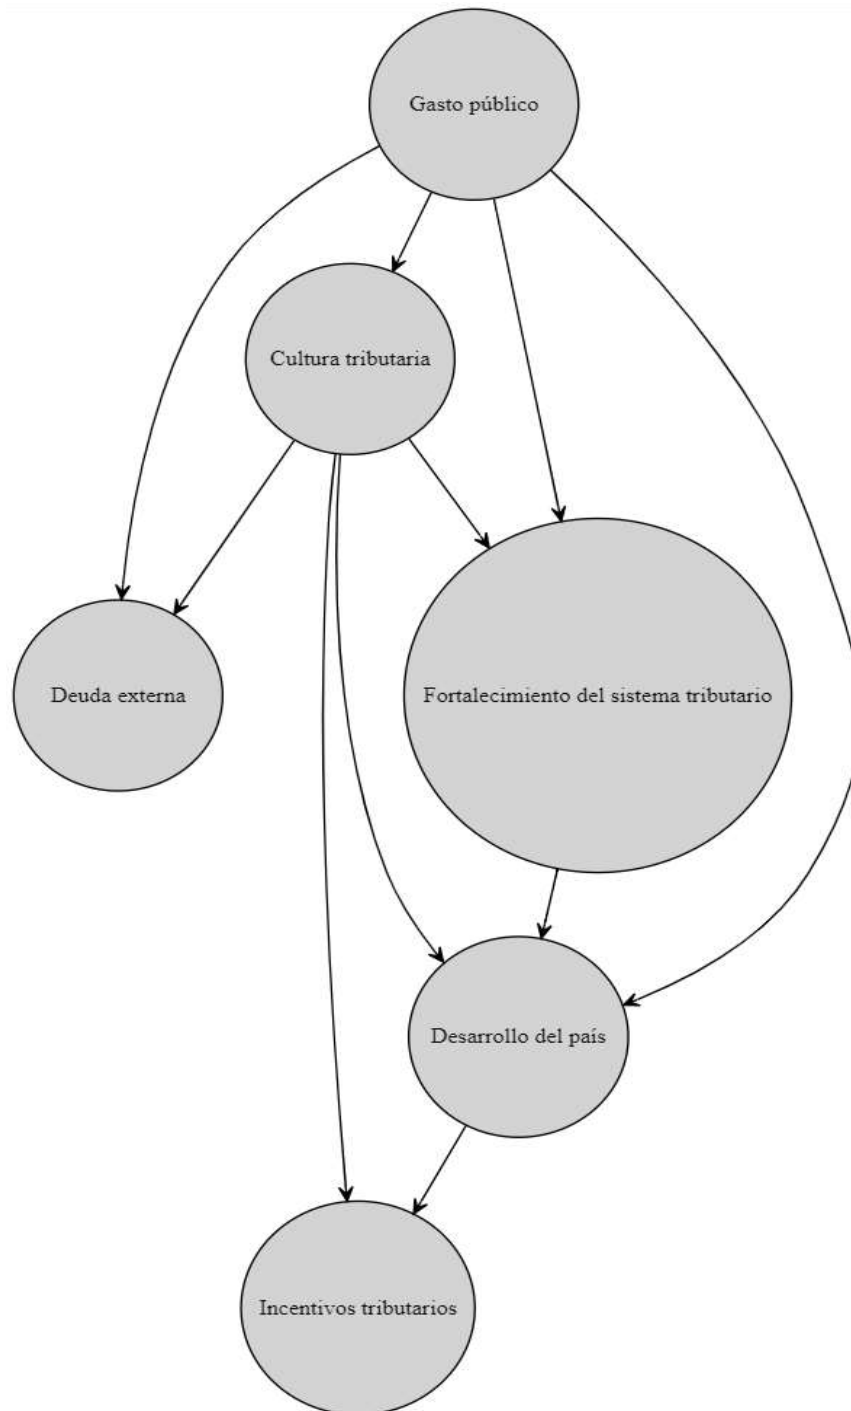 Gasto público
Cultura tributaria
Deuda externa
Fortalecimiento del sistema tributario
Desarrollo del país
Incentivos tributarios